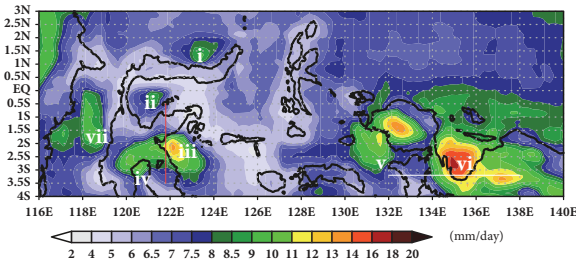 3N
2.5N
2N
1.5N
i
1N
0.5N
EQ
0.5S
ii
1S
vii
1.5S
2S
iii
2.5S
v
vi
3S
iv
3.5S
4S
116E 118E 120E 122E 124E 126E 128E 130E 132E 134E 136E 138E 140E
2 4 5 6 6.5 7 7.5 8 8.5 9 10 11 12 13 14 16 18 20
(mm/day)